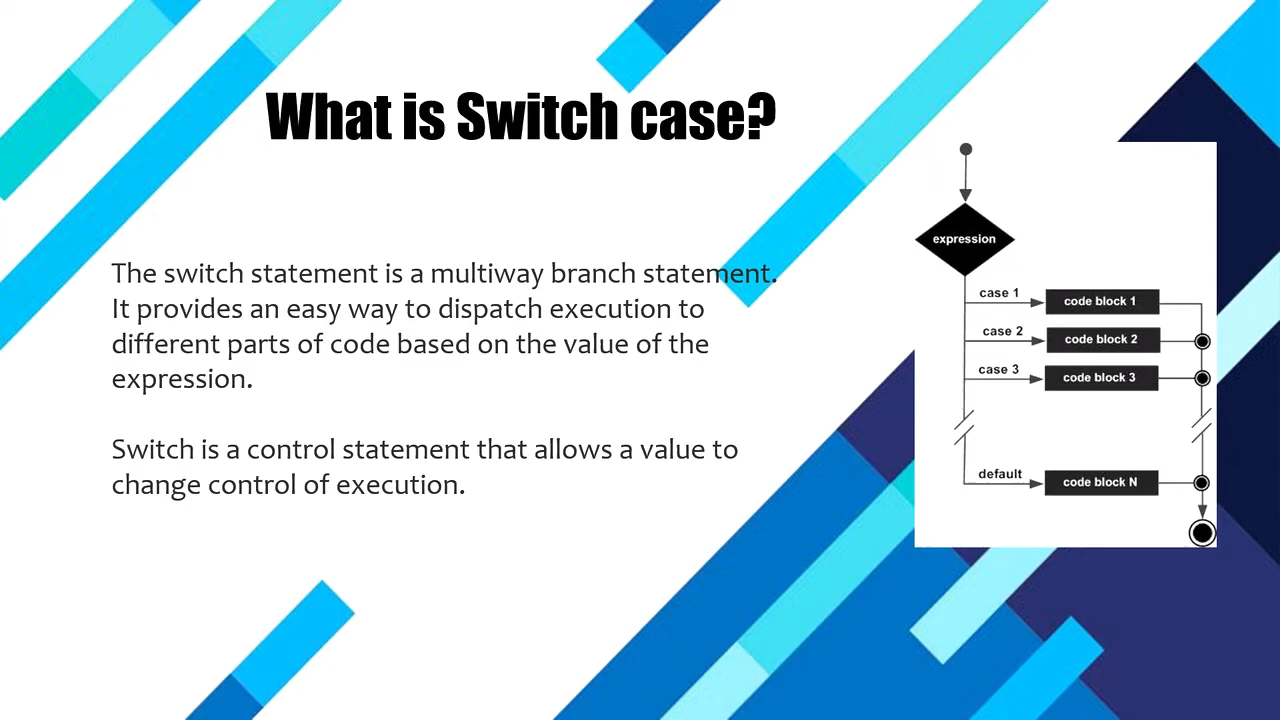 What is Switch case?
The switch statement is a multiway branch statement.
It provides an easy way to dispatch execution to
different parts of code based on the value of the
expression.
Switch is a control statement that allows a value to
change control of execution.
expression
case 1
code block 1
case 2
code block 2
case 3
code block 3
default
code block N